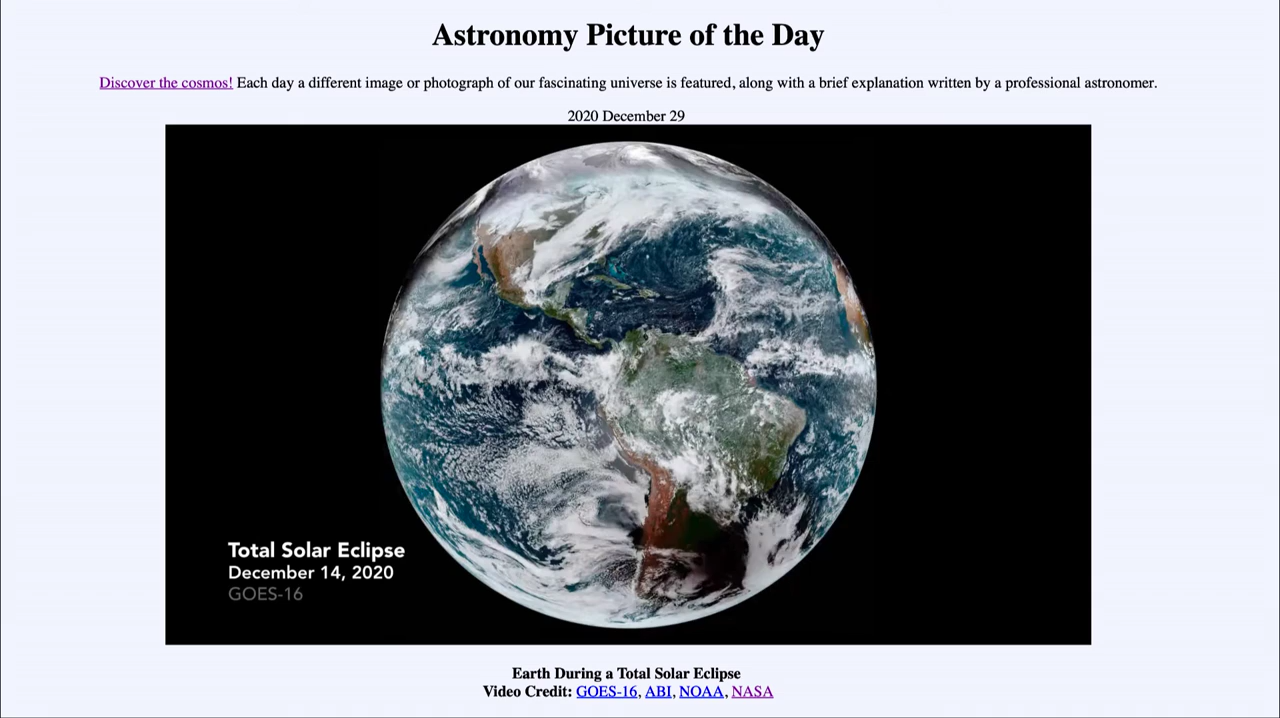 Astronomy Picture of the Day
Discover the cosmos! Each day a different image or photograph of our fascinating universe is featured, along with a brief explanation written by a professional astronomer.
2020 December 29
Total Solar Eclipse
December 14, 2020
GOES-16
Earth During a Total Solar Eclipse
Video Credit: GOES-16, ABI, NOAA, NASA